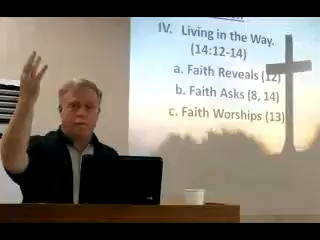 IV. Living in the Way.
(14:12-14)
a. Faith Reveals (12)
b. Faith Asks (8, 14)
c. Faith Worships (13)